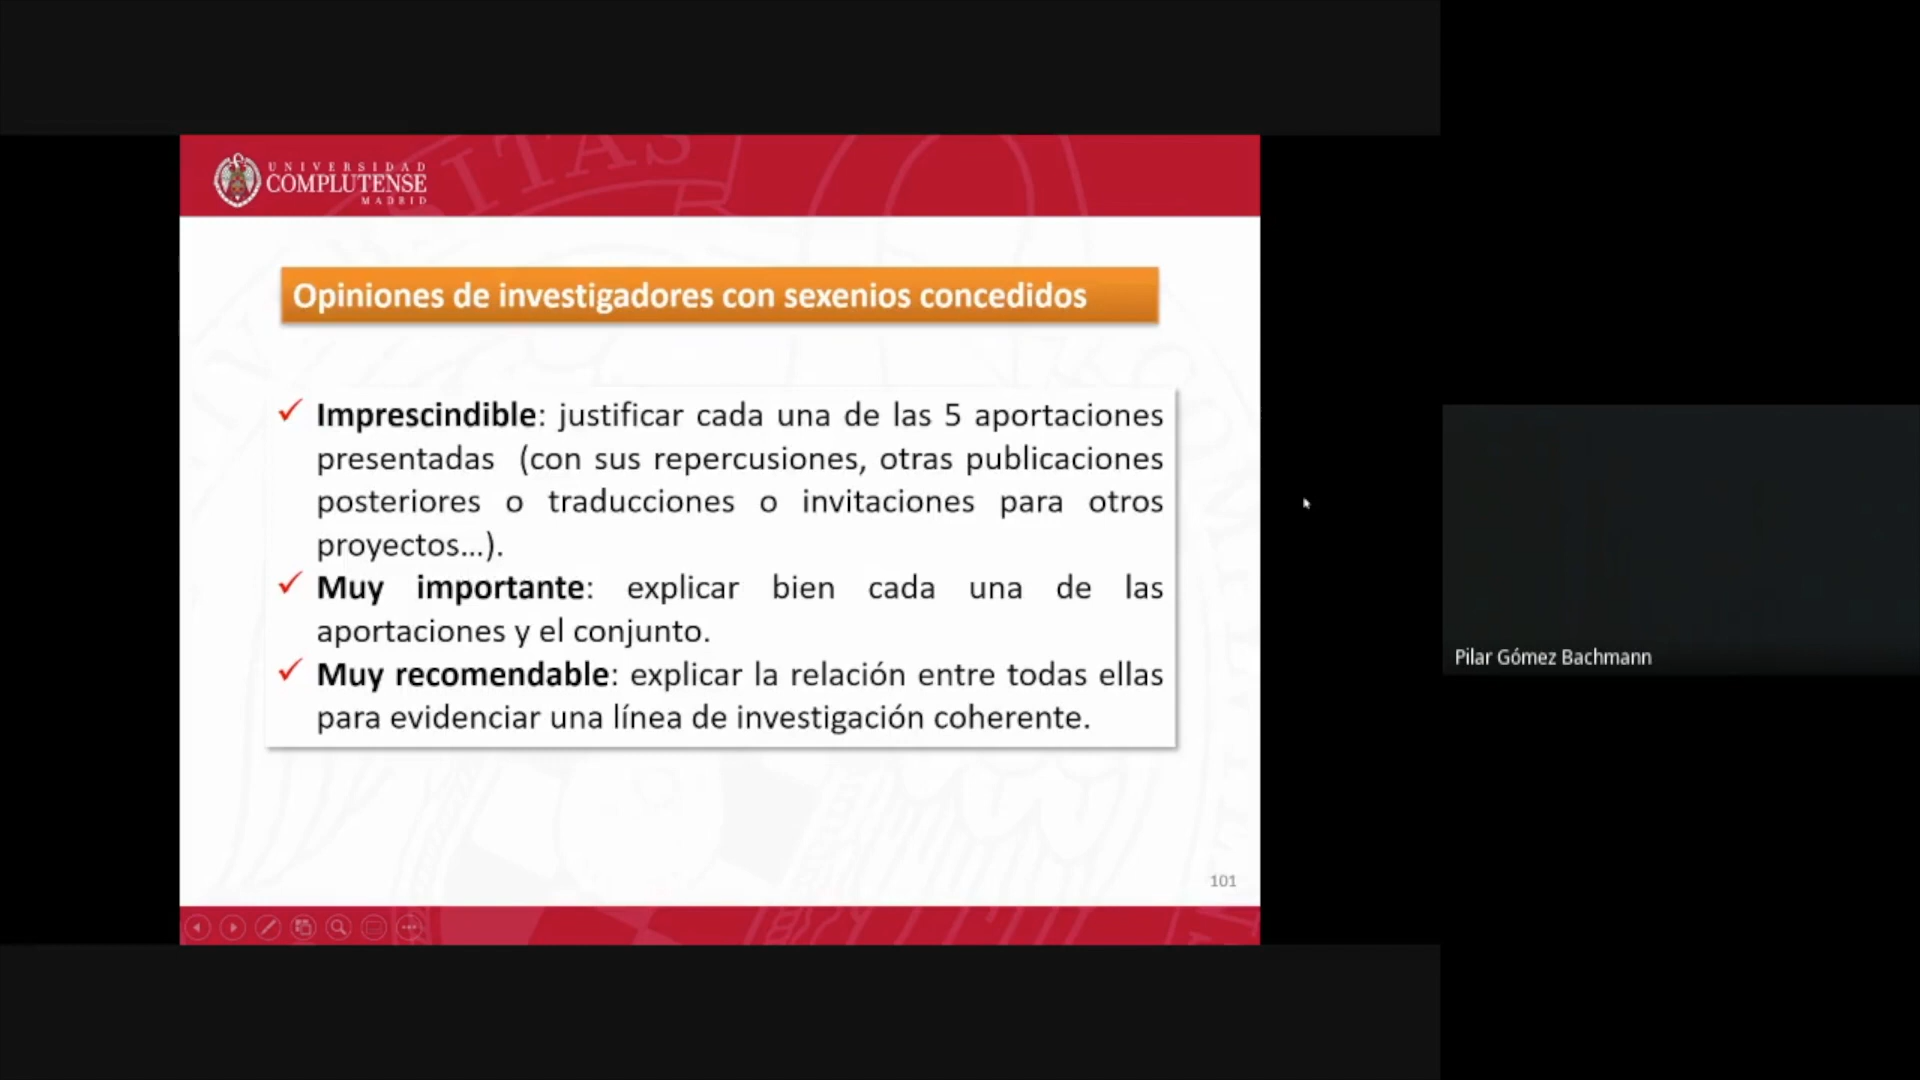 UNIVERSIDAD
COMPLUTENSE
MADRID
Opiniones de investigadores con sexenios concedidos
✓ Imprescindible: justificar cada una de las 5 aportaciones
presentadas (con sus repercusiones, otras publicaciones
posteriores o traducciones o invitaciones para otros
proyectos...).
✓ Muy importante: explicar bien cada una de las
aportaciones y el conjunto.
✓ Muy recomendable: explicar la relación entre todas ellas
para evidenciar una línea de investigación coherente.
101
Pilar Gómez Bachmann